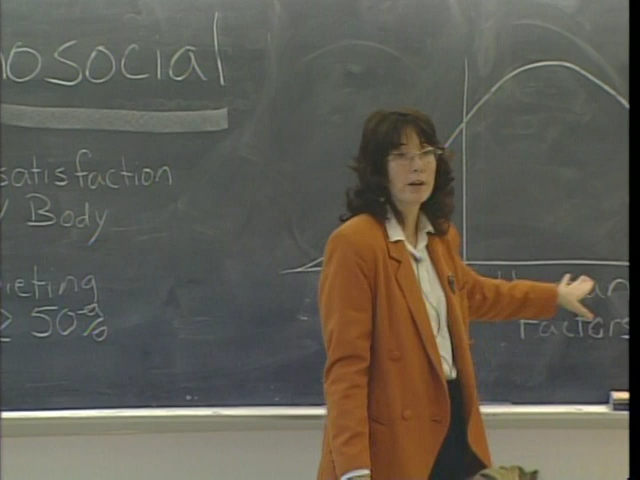 osocial
satisfaction
Body
ieting
≥ 50%
Factors